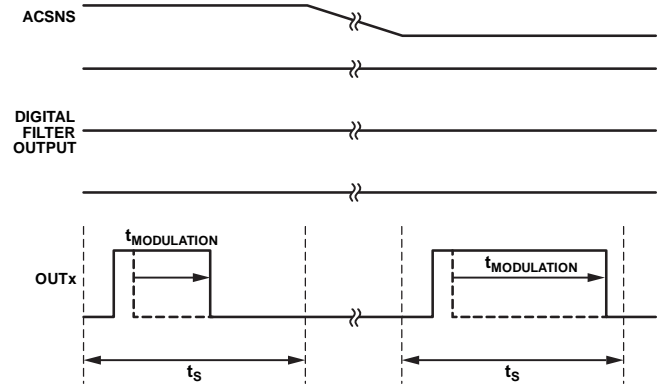 ACSNS
DIGITAL
FILTER
OUTPUT
tMODULATION
OUTx
tMODULATION
tS
tS